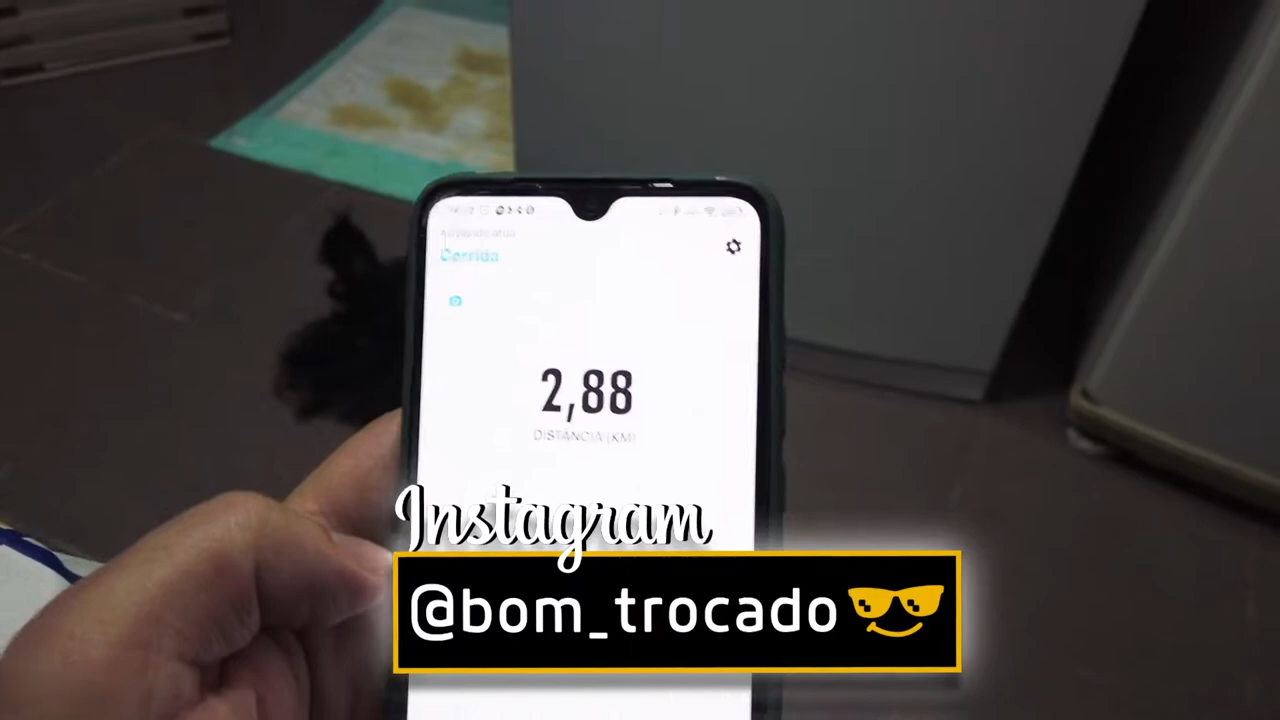 Corrida
2,88
DISTÂNCIA (KM)
Instagram
@bom_trocado